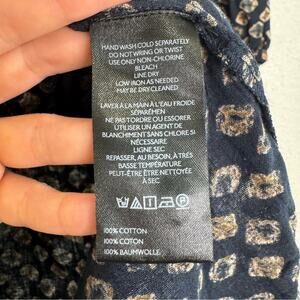 HAND WASH COLD SEPARATELY
DO NOT WRING OR TWIST
USE ONLY NON-CHLORINE
BLEACH
LINE DRY
LOW IRON AS NEEDED
MAY BE DRY CLEANED
LAVER À LA MAIN À L'EAU FROIDE
SÉPARÉMENT
NE PAS TORDRE OU ESSORER
UTILISER UN AGENT DE
BLANCHIMENT SANS CHLORE SI
NÉCESSAIRE
LIGNE SEC
REPASSER, AU BESOIN, À TRÈS
BASSE TEMPÉRATURE
PEUT-ÊTRE ÊTRE NETTOYÉE
À SEC
100% COTTON
100% COTON
100% BAUMWOLLE